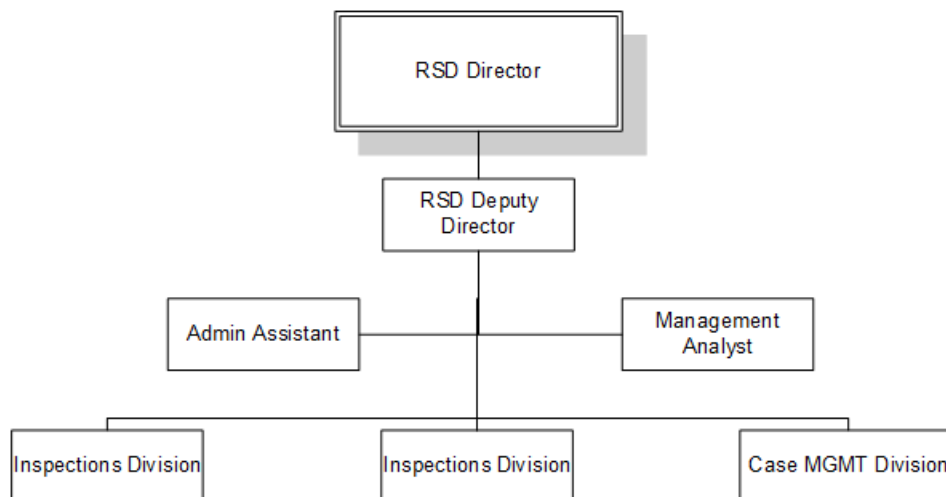 RSD Director
RSD Deputy
Director
Admin Assistant
Management
Analyst
Inspections Division
Inspections Division
Case MGMT Division